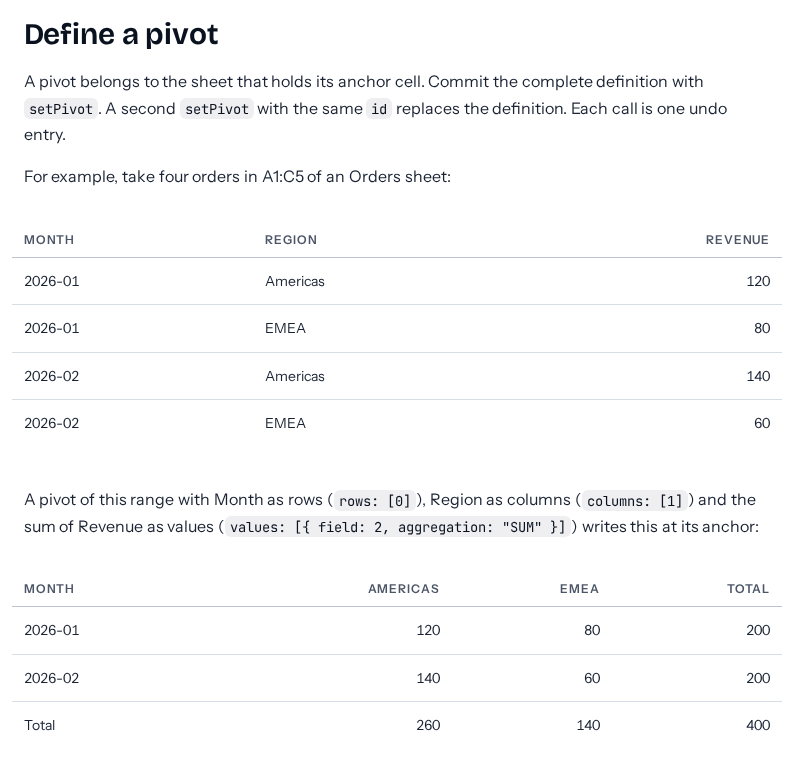 Define a pivot
A pivot belongs to the sheet that holds its anchor cell. Commit the complete definition with
setPivot. A second setPivot with the same id replaces the definition. Each call is one undo
entry.
For example, take four orders in A1:C5 of an Orders sheet:
MONTH REGION REVENUE
2026-01 Americas 120
2026-01 EMEA 80
2026-02 Americas 140
2026-02 EMEA 60
A pivot of this range with Month as rows (rows: [0]), Region as columns (columns: [1]) and the
sum of Revenue as values (values: [{ field: 2, aggregation: "SUM" }]) writes this at its anchor:
MONTH AMERICAS EMEA TOTAL
2026-01 120 80 200
2026-02 140 60 200
Total 260 140 400